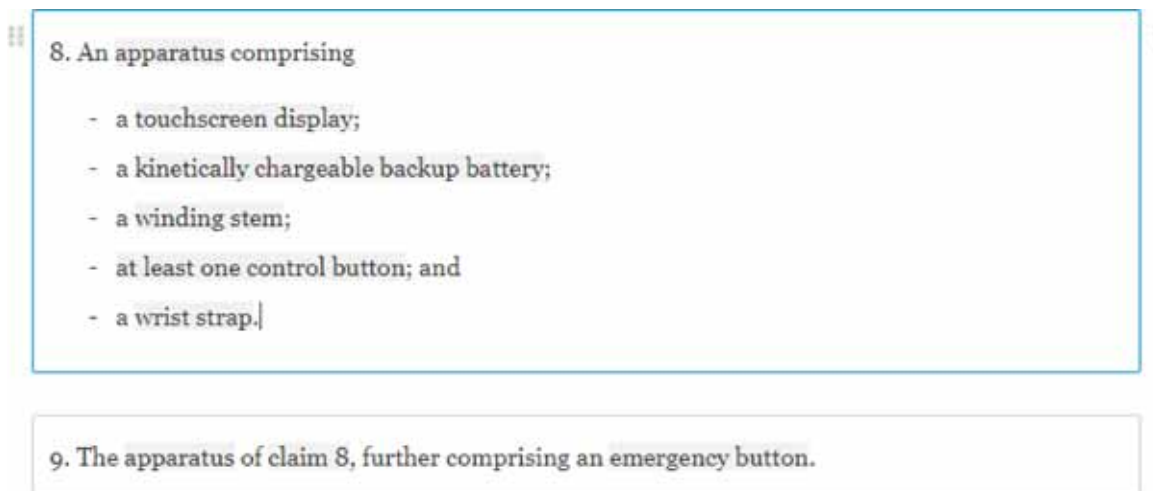 8. An apparatus comprising
- a touchscreen display;
- a kinetically chargeable backup battery;
- a winding stem;
- at least one control button; and
- a wrist strap.
9. The apparatus of claim 8, further comprising an emergency button.